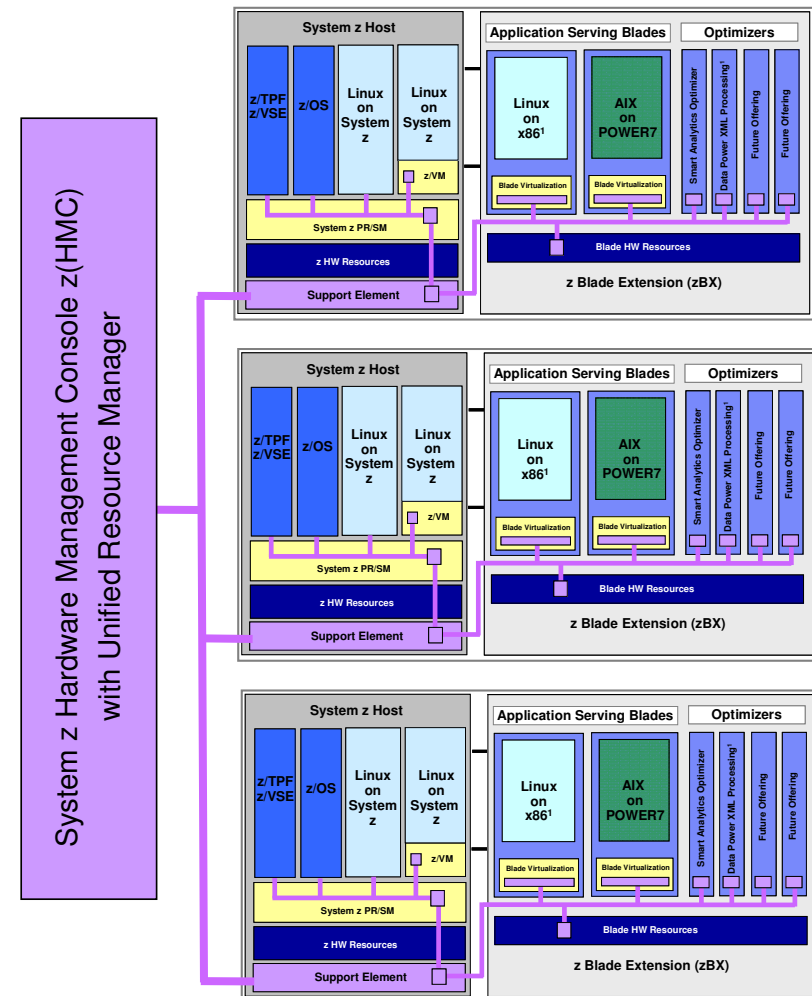 System z Hardware Management Console z(HMC)
with Unified Resource Manager
System z Host
z/TPF
z/VSE
z/OS
Linux
on
System
z
Linux
on
System
z
z/VM
System z PR/SM
z HW Resources
Support Element
Application Serving Blades
Linux
on
x86¹
Blade Virtualization
AIX
on
POWER7
Blade Virtualization
Optimizers
Smart Analytics Optimizer
Data Power XML Processing¹
Future Offering
Future Offering
Blade HW Resources
z Blade Extension (zBX)
System z Host
z/TPF
z/VSE
z/OS
Linux
on
System
z
Linux
on
System
z
z/VM
System z PR/SM
z HW Resources
Support Element
Application Serving Blades
Linux
on
x86¹
Blade Virtualization
AIX
on
POWER7
Blade Virtualization
Optimizers
Smart Analytics Optimizer
Data Power XML Processing¹
Future Offering
Future Offering
Blade HW Resources
z Blade Extension (zBX)
System z Host
z/TPF
z/VSE
z/OS
Linux
on
System
z
Linux
on
System
z
z/VM
System z PR/SM
z HW Resources
Support Element
Application Serving Blades
Linux
on
x86¹
Blade Virtualization
AIX
on
POWER7
Blade Virtualization
Optimizers
Smart Analytics Optimizer
Data Power XML Processing¹
Future Offering
Future Offering
Blade HW Resources
z Blade Extension (zBX)